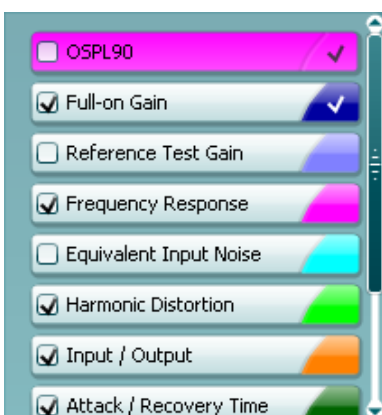 OSPL90
Full-on Gain
Reference Test Gain
Frequency Response
Equivalent Input Noise
Harmonic Distortion
Input / Output
Attack / Recovery Time